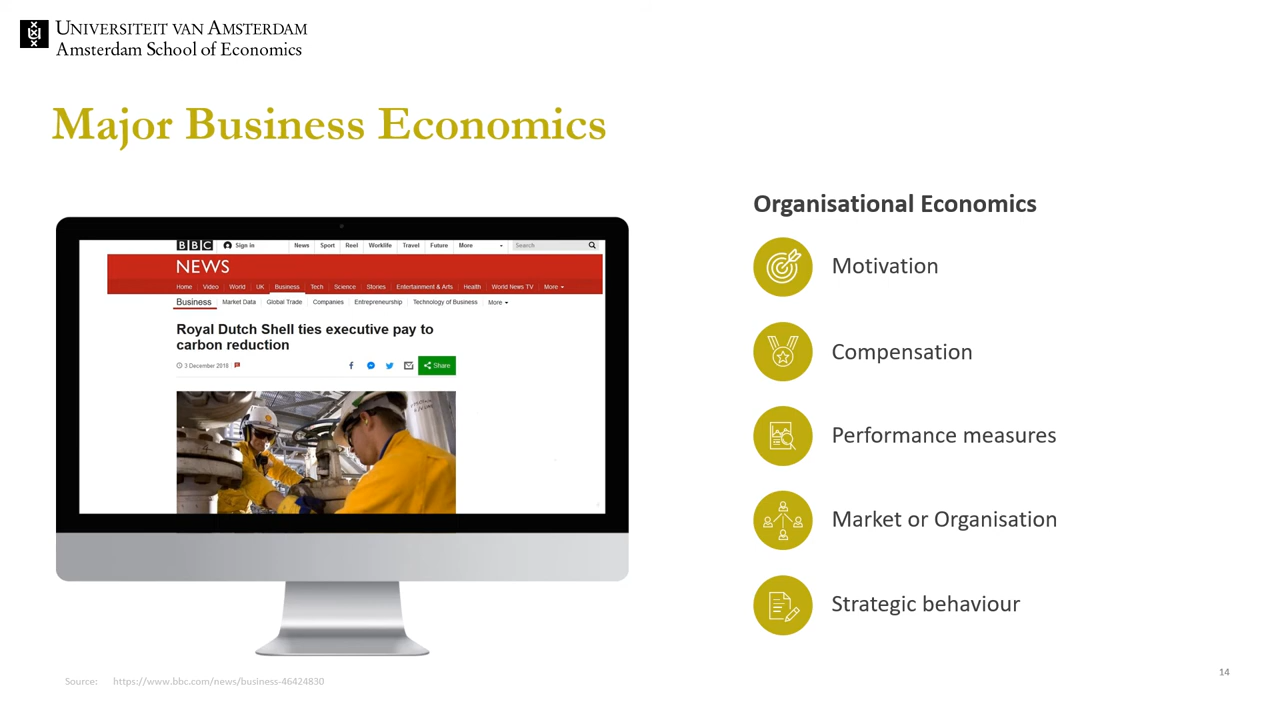 UNIVERSITEIT VAN AMSTERDAM
Amsterdam School of Economics
Major Business Economics
BBC Sign in News Sport Reel Worklife Travel Future More Search
NEWS
Home Video World UK Business Tech Science Stories Entertainment & Arts Health World News TV More
Business Market Data Global Trade Companies Entrepreneurship Technology of Business More
Royal Dutch Shell ties executive pay to
carbon reduction
3 December 2018
Share
Organisational Economics
Motivation
Compensation
Performance measures
Market or Organisation
Strategic behaviour
Source: https://www.bbc.com/news/business-46424830
14